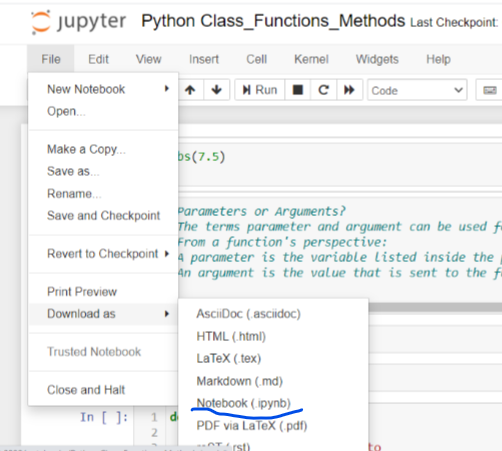 jupyter Python Class_Functions_Methods Last Checkpoint:
File Edit View Insert Cell Kernel Widgets Help
New Notebook
Open...
Make a Copy...
Save as...
Rename...
Save and Checkpoint
Revert to Checkpoint
Print Preview
Download as
Trusted Notebook
Close and Halt
Run Code
bs(7.5)
Parameters or Arguments?
The terms parameter and argument can be used f
From a function's perspective:
A parameter is the variable listed inside the p
An argument is the value that is sent to the f
AsciiDoc (.asciidoc)
HTML (.html)
LaTeX (.tex)
Markdown (.md)
Notebook (.ipynb)
PDF via LaTeX (.pdf)
In [ ]: 1 d
2
to